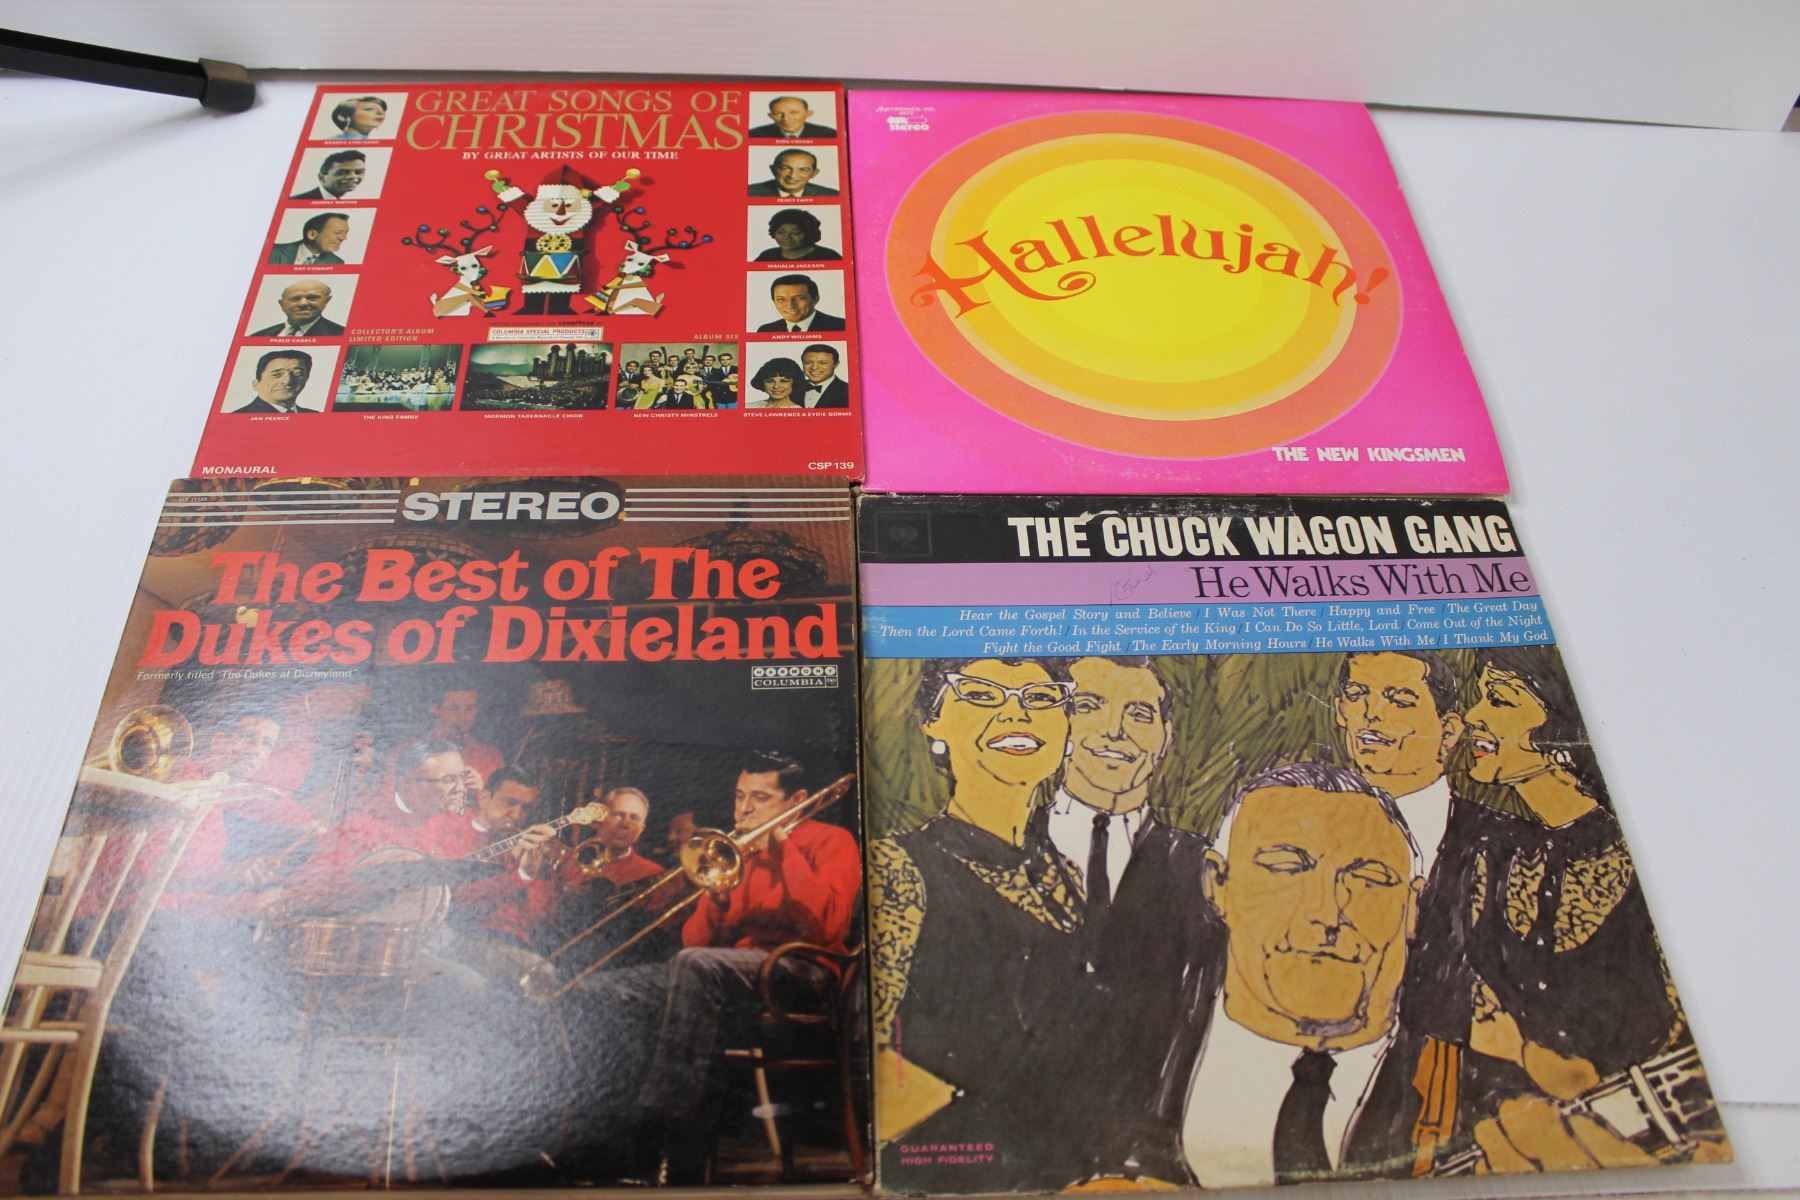 GREAT SONGS OF
CHRISTMAS
BY GREAT ARTISTS OF OUR TIME
BARBRA STREISAND
JOHNNY MATHIS
RAY CONNIFF
PABLO CASALS
JAN PEERCE
BING CROSBY
PERCY FAITH
MAHALIA JACKSON
ANDY WILLIAMS
STEVE LAWRENCE & EYDIE GORME
COLLECTOR'S ALBUM
LIMITED EDITION
COLUMBIA SPECIAL PRODUCTS
ALBUM SIX
THE KING FAMILY
MORMON TABERNACLE CHOIR
NEW CHRISTY MINSTRELS
MONAURAL
CSP 139
stereo
Hallelujah!
THE NEW KINGSMEN
STEREO
The Best of The
Dukes of Dixieland
Formerly titled "The Dukes at Disneyland"
HARMONY
COLUMBIA
THE CHUCK WAGON GANG
He Walks With Me
Hear the Gospel Story and Believe / I Was Not There / Happy and Free / The Great Day
Then the Lord Came Forth! / In the Service of the King / I Can Do So Little, Lord / Come Out of the Night
Fight the Good Fight / The Early Morning Hours / He Walks With Me / I Thank My God
GUARANTEED
HIGH FIDELITY